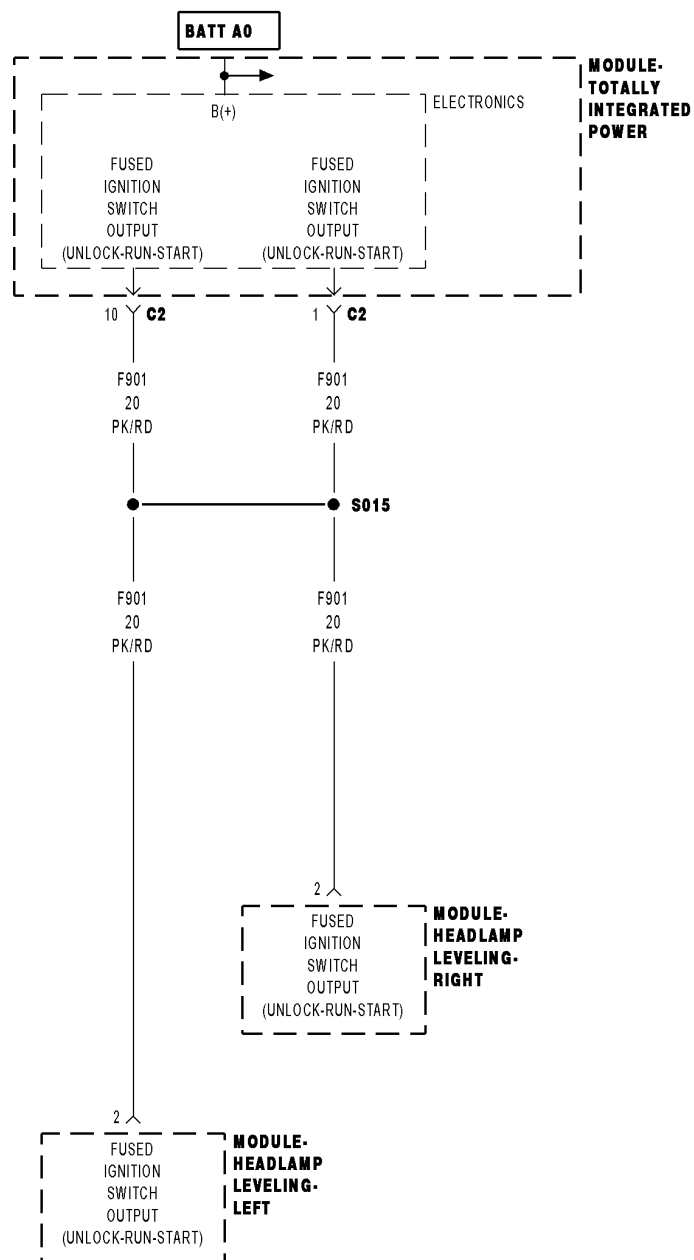 BATT A0
MODULE-
TOTALLY
INTEGRATED
POWER
ELECTRONICS
B(+)
FUSED
IGNITION
SWITCH
OUTPUT
(UNLOCK-RUN-START)
FUSED
IGNITION
SWITCH
OUTPUT
(UNLOCK-RUN-START)
10 C2
1 C2
F901
20
PK/RD
F901
20
PK/RD
S015
F901
20
PK/RD
F901
20
PK/RD
2
FUSED
IGNITION
SWITCH
OUTPUT
(UNLOCK-RUN-START)
MODULE-
HEADLAMP
LEVELING-
RIGHT
2
FUSED
IGNITION
SWITCH
OUTPUT
(UNLOCK-RUN-START)
MODULE-
HEADLAMP
LEVELING-
LEFT